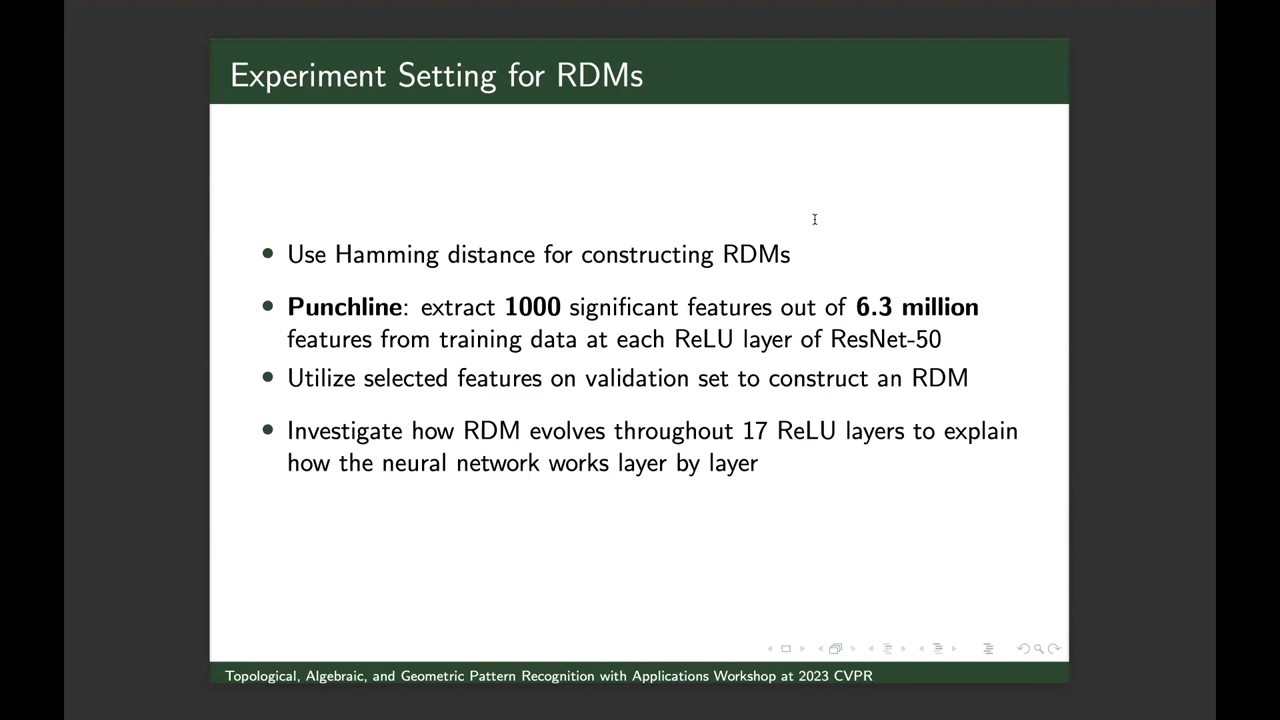 Experiment Setting for RDMs
• Use Hamming distance for constructing RDMs
• Punchline: extract 1000 significant features out of 6.3 million
features from training data at each ReLU layer of ResNet-50
• Utilize selected features on validation set to construct an RDM
• Investigate how RDM evolves throughout 17 ReLU layers to explain
how the neural network works layer by layer
Topological, Algebraic, and Geometric Pattern Recognition with Applications Workshop at 2023 CVPR